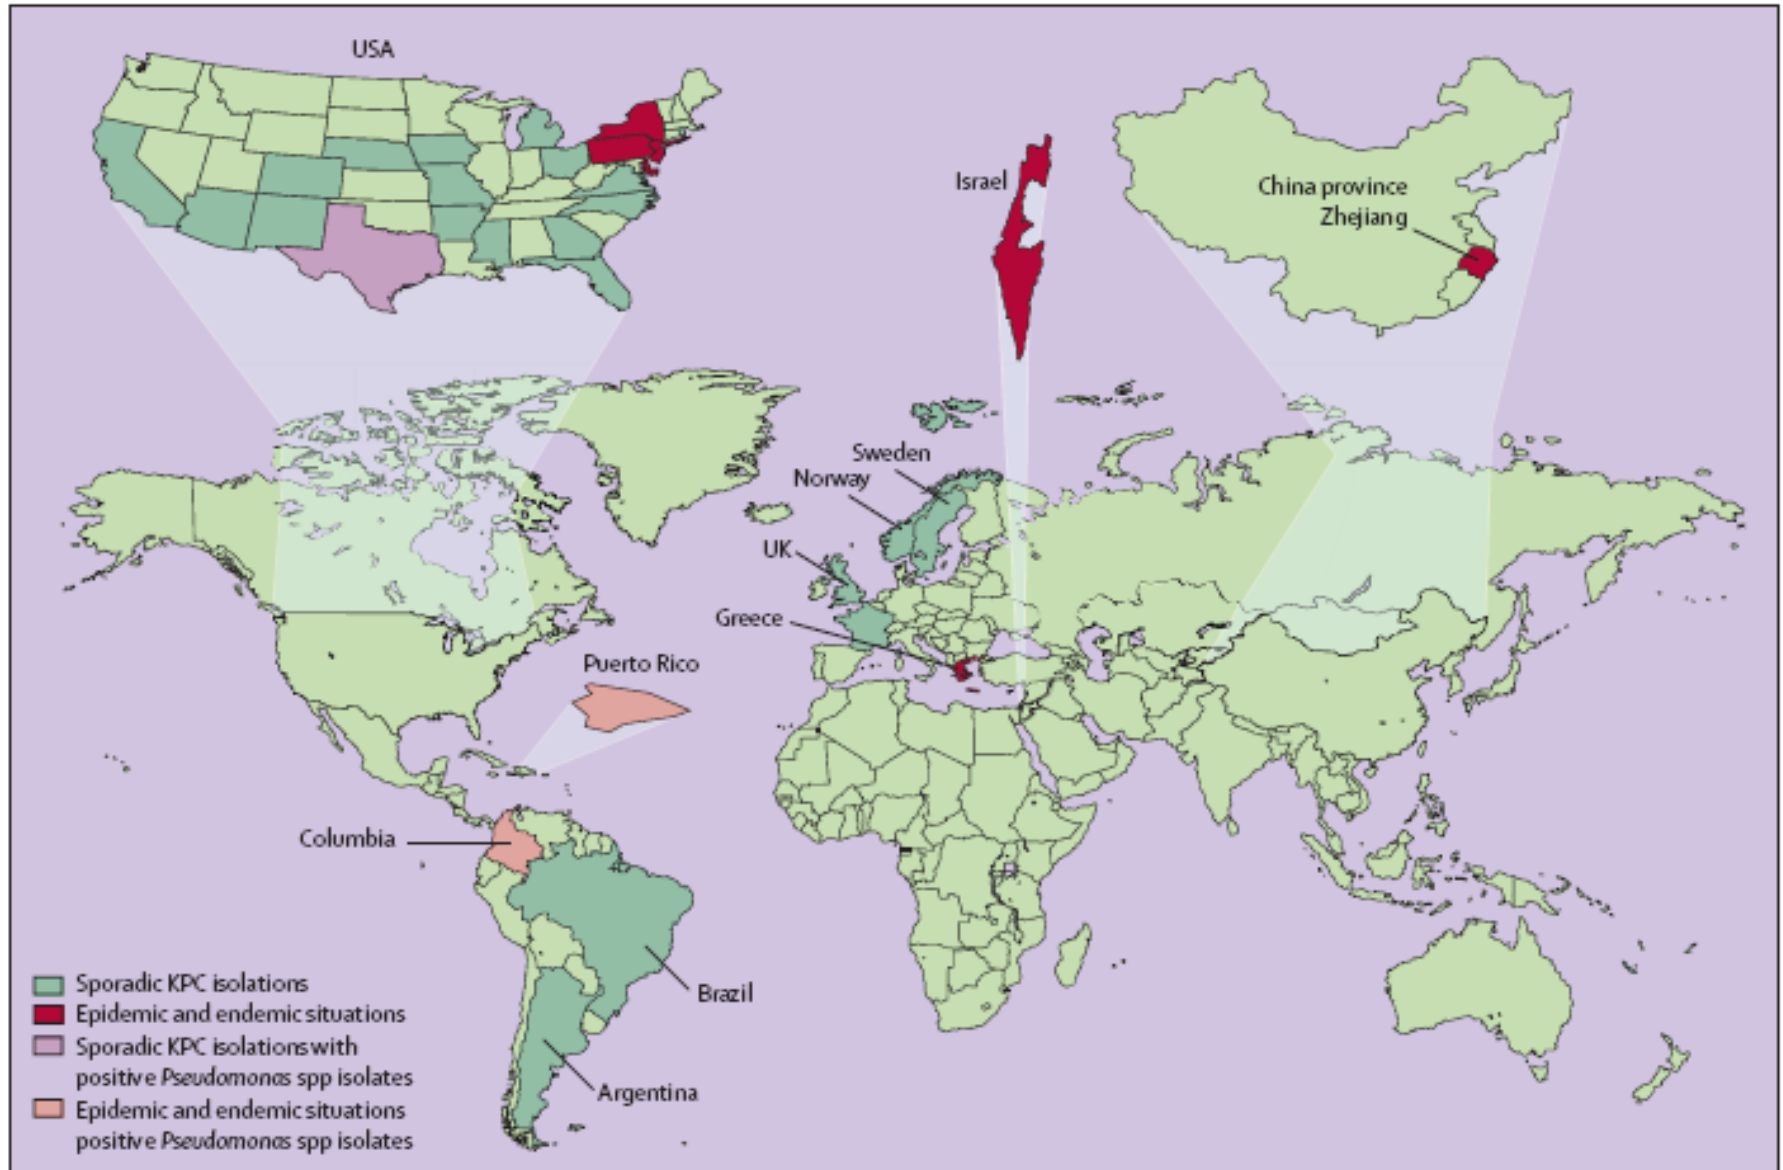 USA
Israel
China province
Zhejiang
Sweden
Norway
UK
Greece
Puerto Rico
Columbia
Brazil
Argentina
Sporadic KPC isolations
Epidemic and endemic situations
Sporadic KPC isolations with
positive Pseudomonas spp isolates
Epidemic and endemic situations
positive Pseudomonas spp isolates